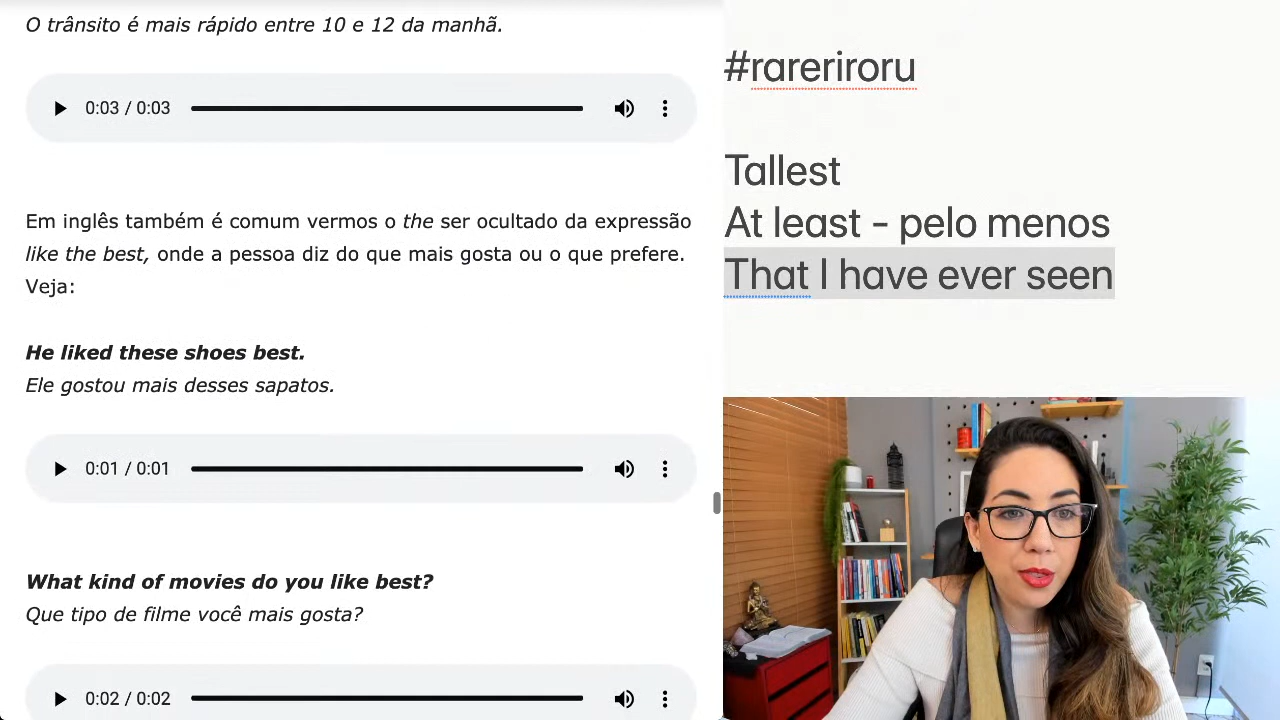 O trânsito é mais rápido entre 10 e 12 da manhã.
0:03 / 0:03
Em inglês também é comum vermos o the ser ocultado da expressão
like the best, onde a pessoa diz do que mais gosta ou o que prefere.
Veja:
He liked these shoes best.
Ele gostou mais desses sapatos.
0:01 / 0:01
What kind of movies do you like best?
Que tipo de filme você mais gosta?
0:02 / 0:02
#rareriroru
Tallest
At least - pelo menos
That I have ever seen